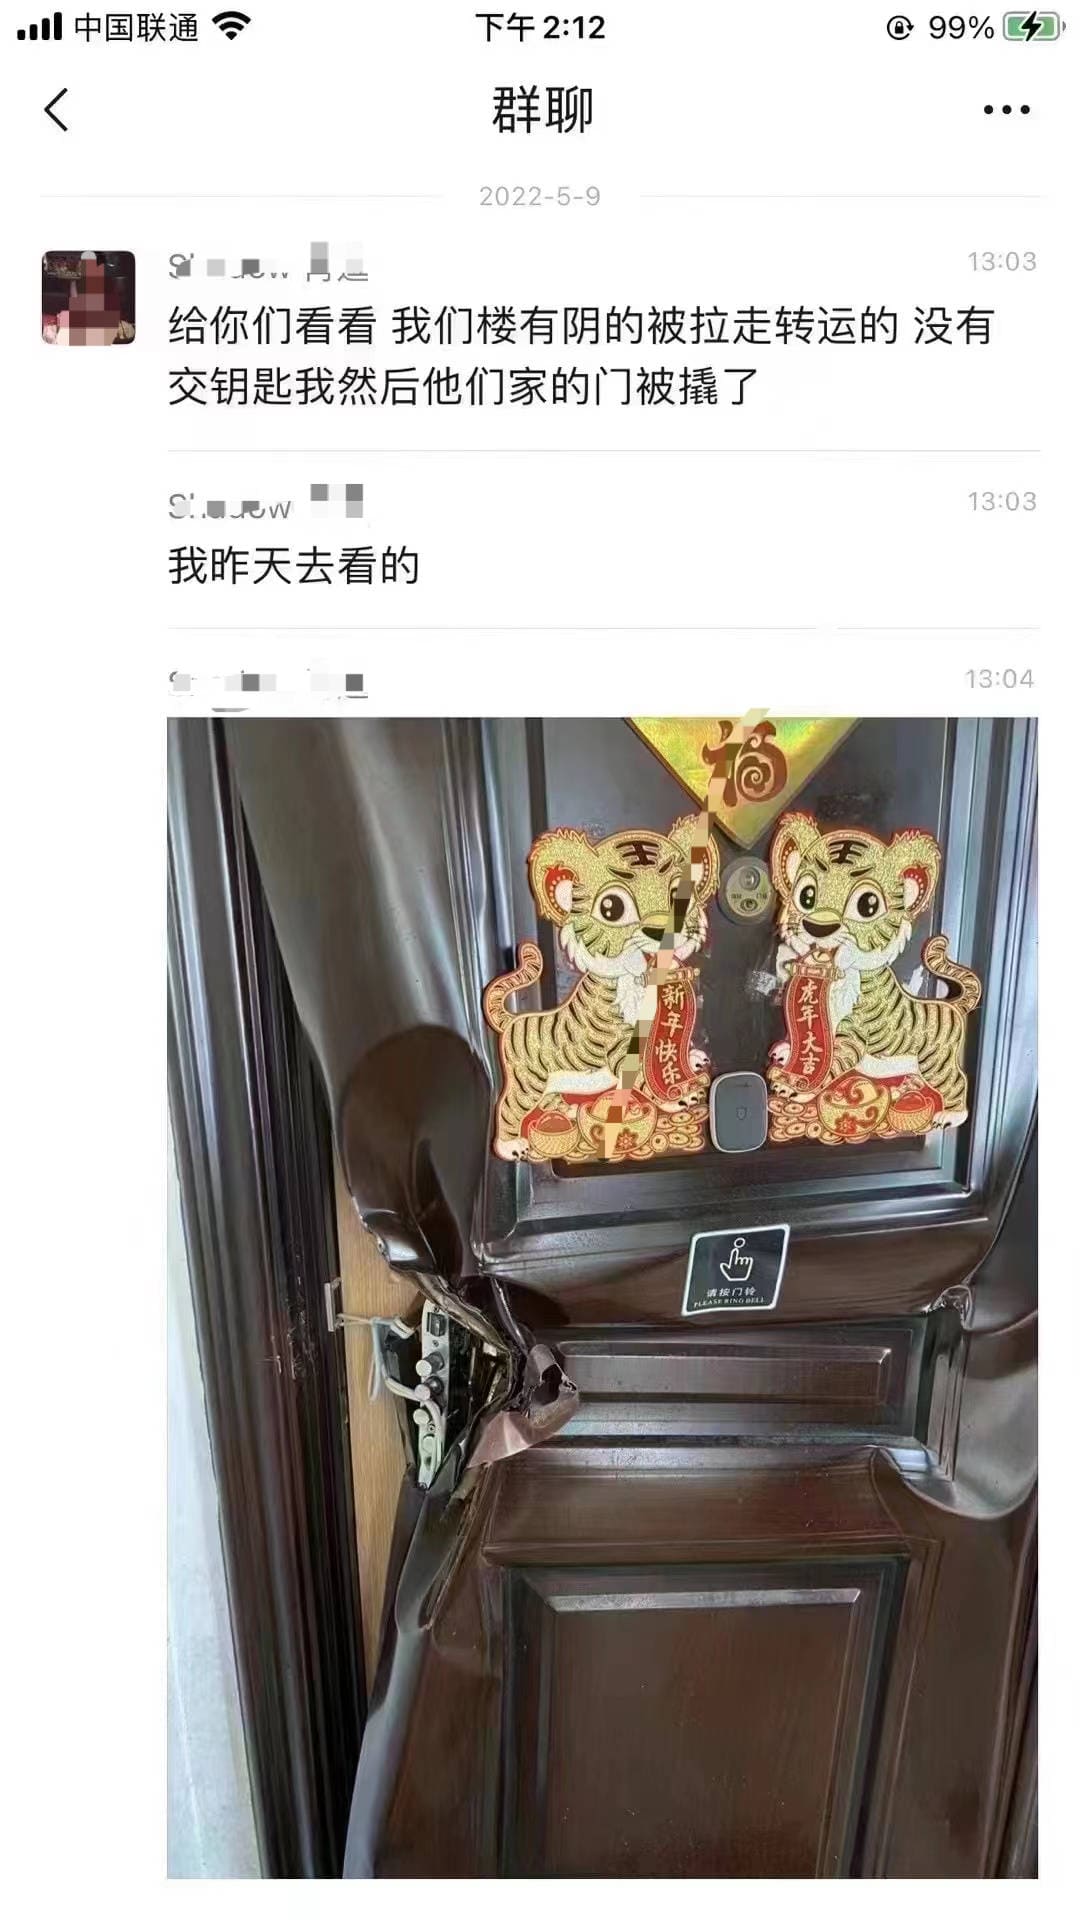 中国联通
下午2:12
99%
群聊
2022-5-9
13:03
给你们看看 我们楼有阴的被拉走转运的 没有
交钥匙我然后他们家的门被撬了
13:03
我昨天去看的
13:04
福
新年快乐
虎年大吉
请按门铃
PLEASE RING BELL